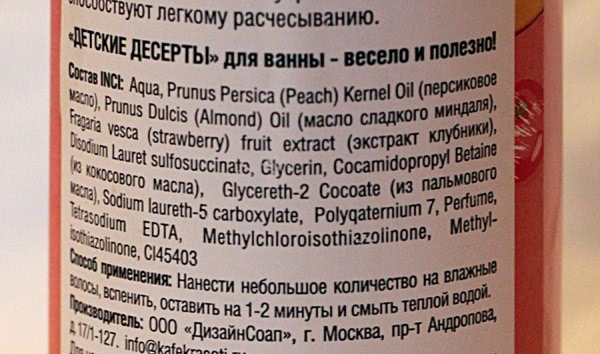 способствуют легкому расчесыванию.
«ДЕТСКИЕ ДЕСЕРТЫ» для ванны - весело и полезно!
Состав INCI: Aqua, Prunus Persica (Peach) Kernel Oil (персиковое
масло), Prunus Dulcis (Almond) Oil (масло сладкого миндаля),
Fragaria vesca (strawberry) fruit extract (экстракт клубники),
Disodium Lauret sulfosuccinate, Glycerin, Cocamidopropyl Betaine
(из кокосового масла), Glycereth-2 Cocoate (из пальмового
масла), Sodium laureth-5 carboxylate, Polyqaternium 7, Perfume,
Tetrasodium EDTA, Methylchloroisothiazolinone, Methyl-
isothiazolinone, CI45403
Способ применения: Нанести небольшое количество на влажные
волосы, вспенить, оставить на 1-2 минуты и смыть теплой водой.
Производитель: ООО «ДизайнСоап», г. Москва, пр-т Андропова,
д.17/1-127.